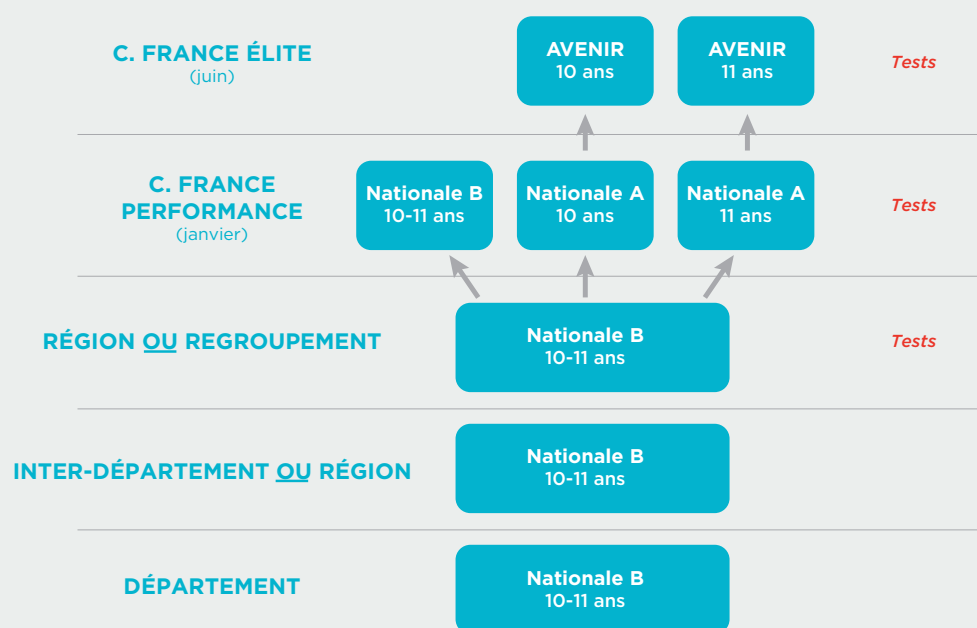 C. FRANCE ÉLITE
(juin)
AVENIR
10 ans
AVENIR
11 ans
Tests
C. FRANCE
PERFORMANCE
(janvier)
Nationale B
10-11 ans
Nationale A
10 ans
Nationale A
11 ans
Tests
RÉGION OU REGROUPEMENT
Nationale B
10-11 ans
Tests
INTER-DÉPARTEMENT OU RÉGION
Nationale B
10-11 ans
DÉPARTEMENT
Nationale B
10-11 ans